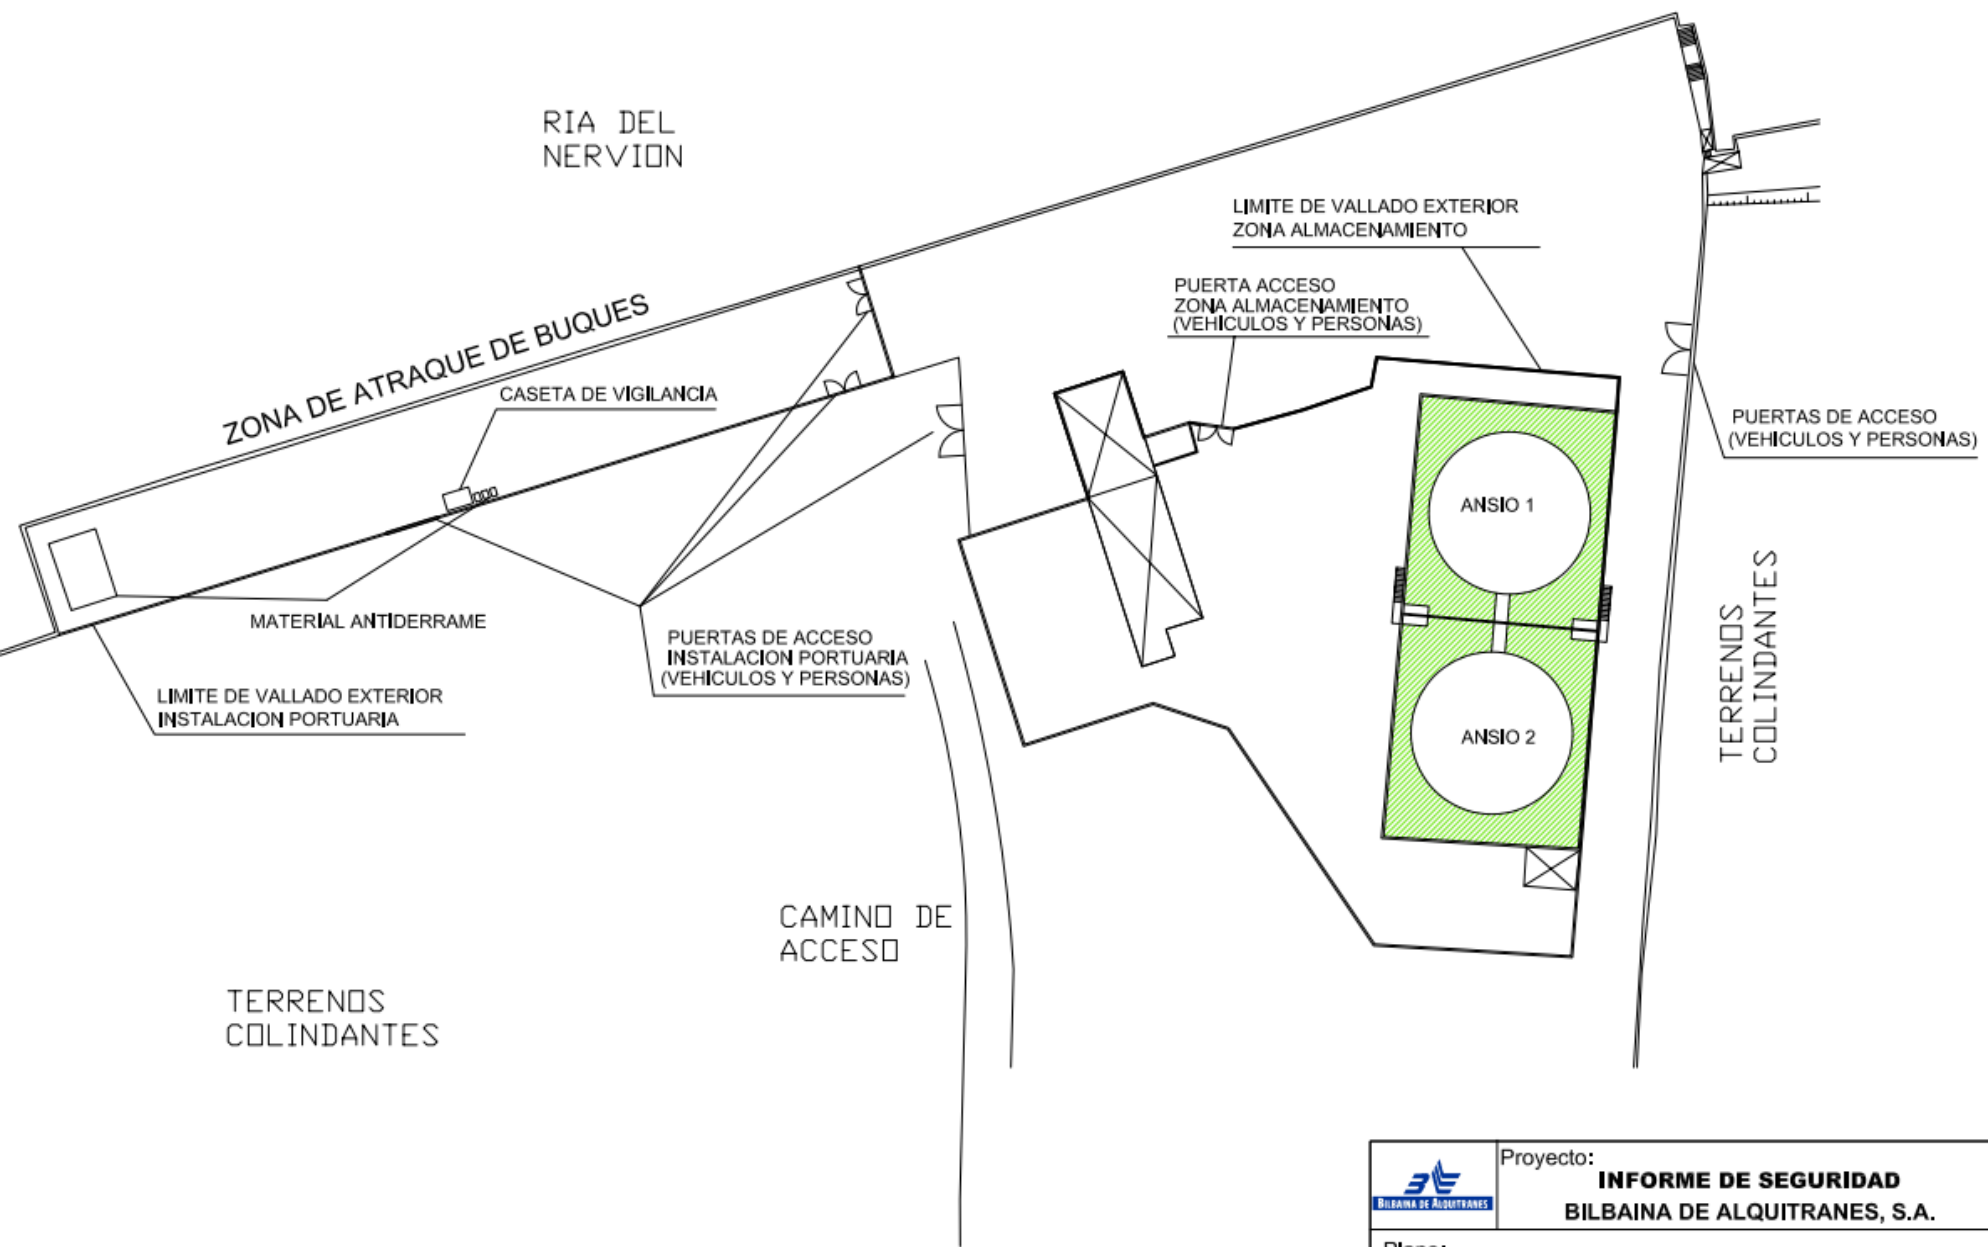 RIA DEL
NERVION
LIMITE DE VALLADO EXTERIOR
ZONA ALMACENAMIENTO
PUERTA ACCESO
ZONA ALMACENAMIENTO
(VEHICULOS Y PERSONAS)
ZONA DE ATRAQUE DE BUQUES
CASETA DE VIGILANCIA
PUERTAS DE ACCESO
(VEHICULOS Y PERSONAS)
ANSIO 1
MATERIAL ANTIDERRAME
PUERTAS DE ACCESO
INSTALACION PORTUARIA
(VEHICULOS Y PERSONAS)
LIMITE DE VALLADO EXTERIOR
INSTALACION PORTUARIA
TERRENOS
COLINDANTES
ANSIO 2
CAMINO DE
ACCESO
TERRENOS
COLINDANTES
Proyecto:
INFORME DE SEGURIDAD
BILBAINA DE ALQUITRANES, S.A.
BILBAINA DE ALQUITRANES
Plano: